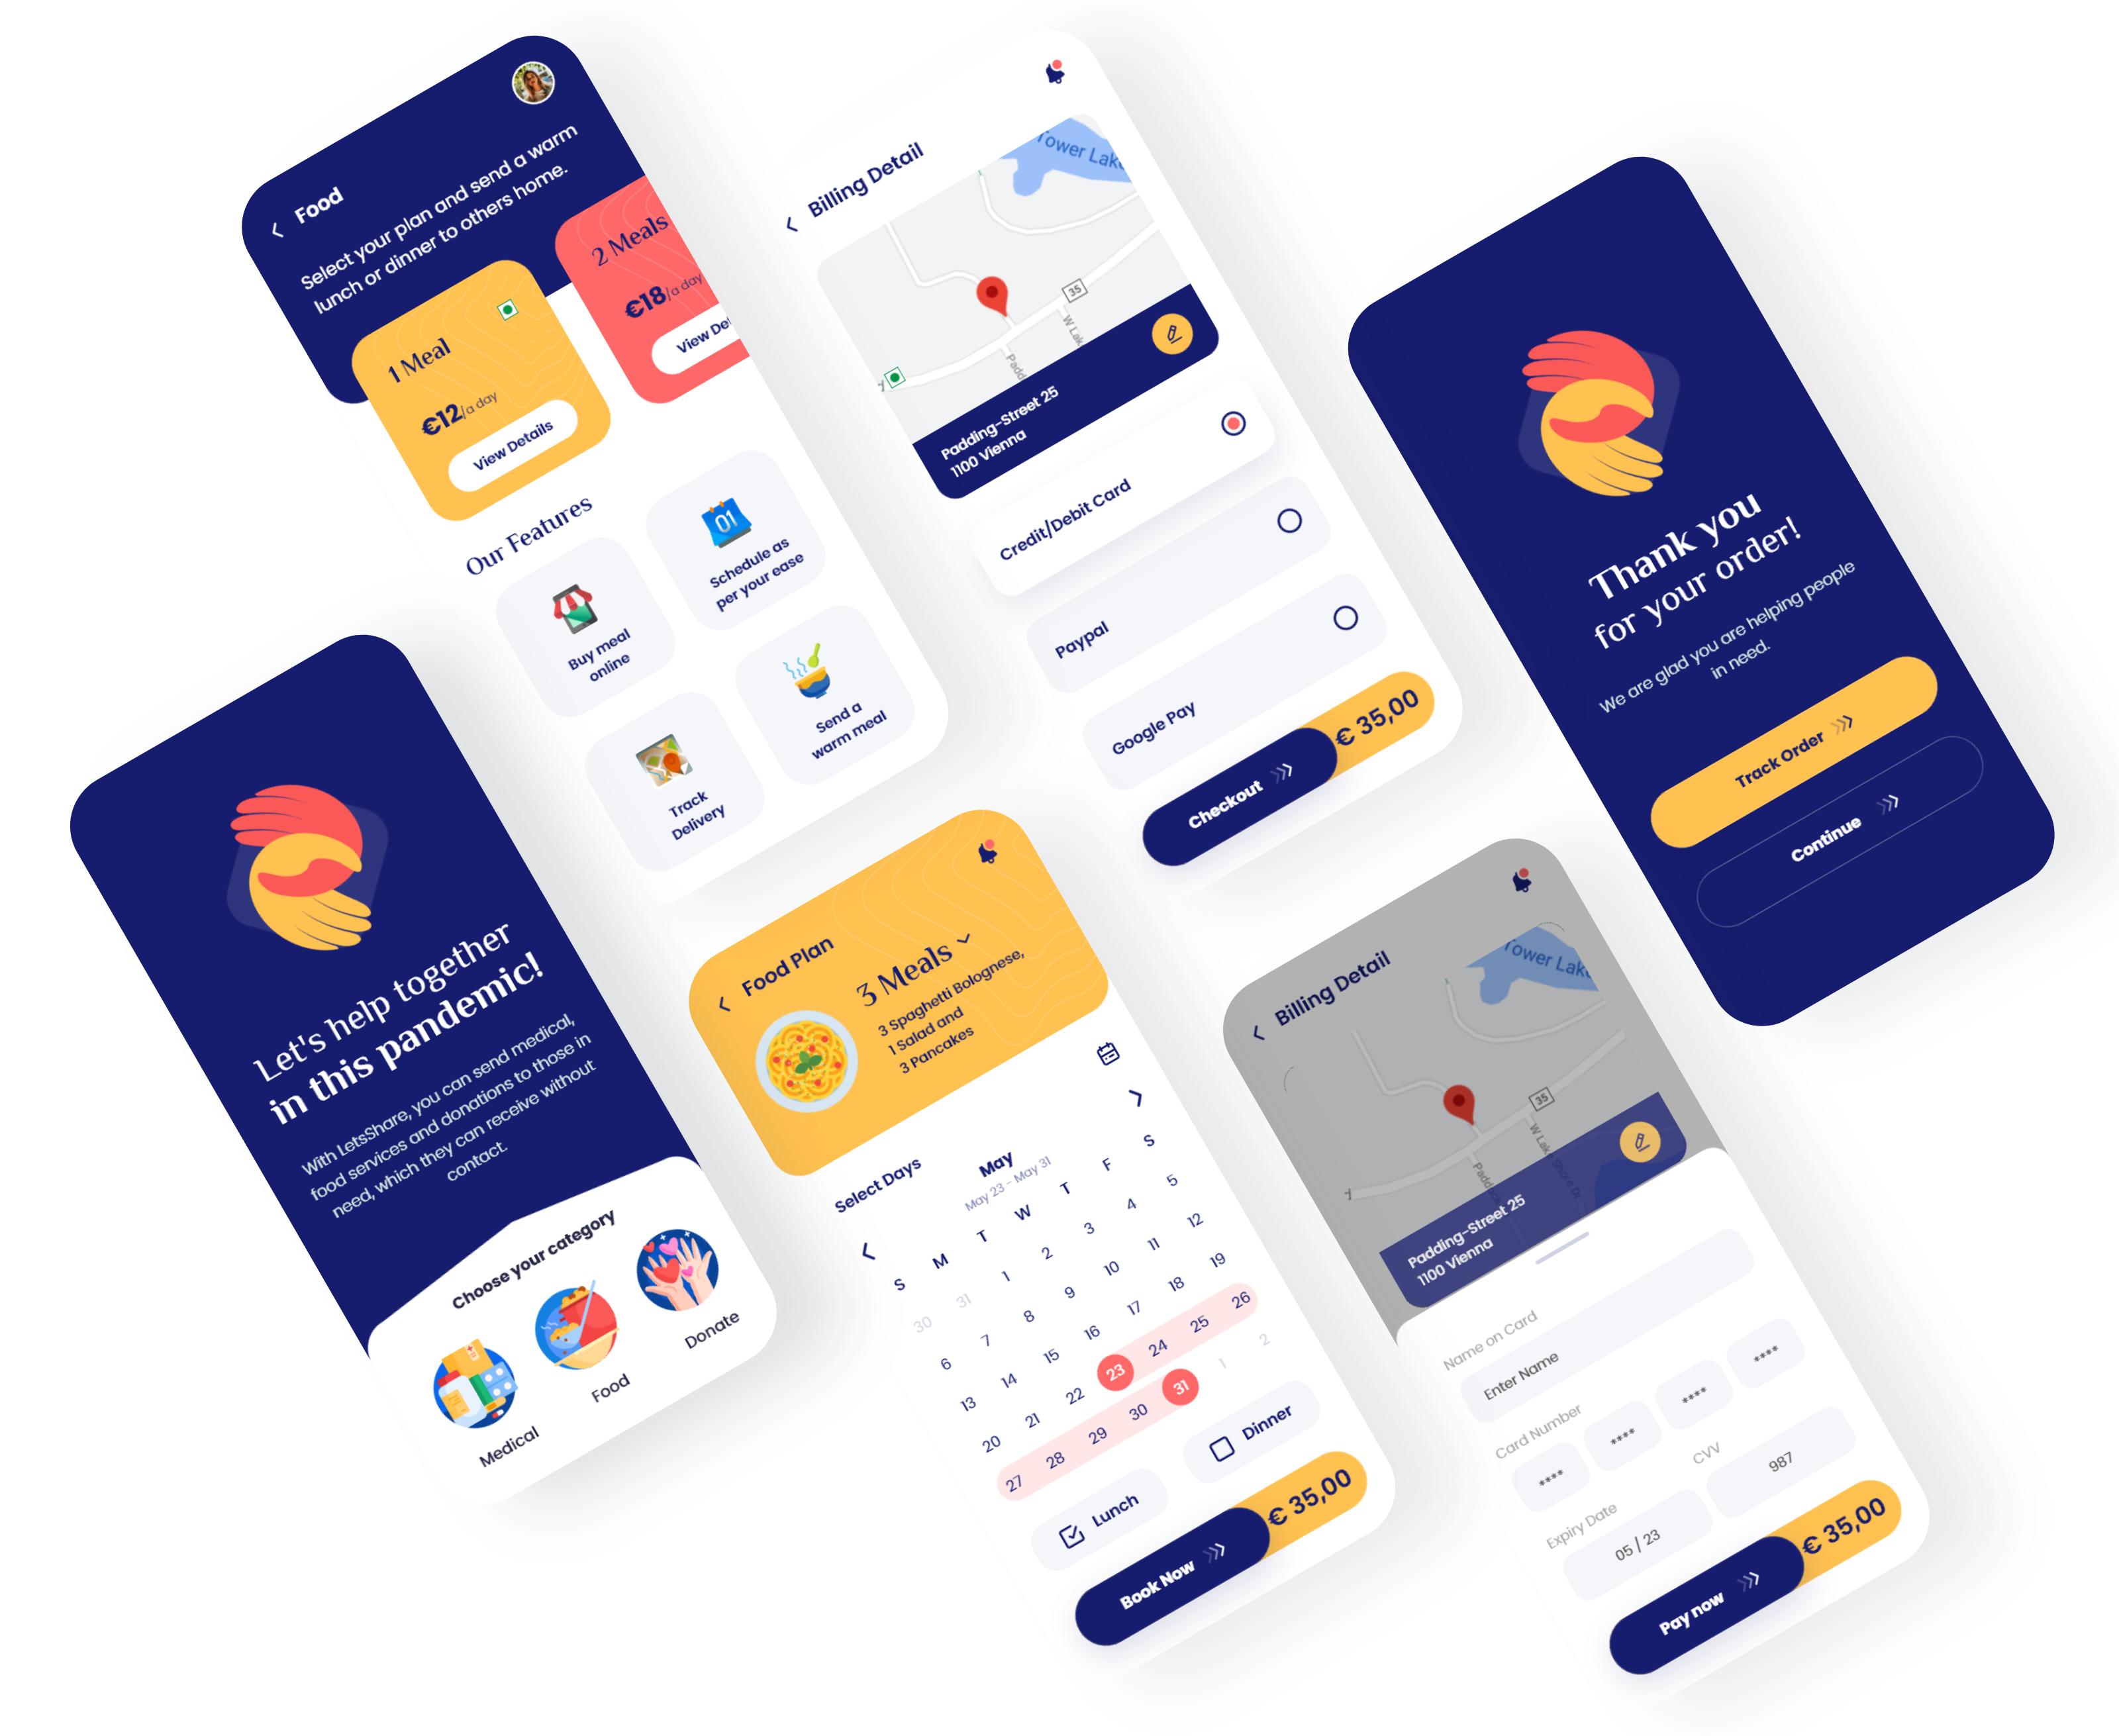 Food
Select your plan and send a warm
lunch or dinner to others home.
1 Meal
€12/a day
View Details
2 Meals
€18/a day
View
Our Features
Buy meal
online
Schedule as
per your ease
Track
Delivery
Send a
warm meal
Billing Detail
Tower Lake
35
W Lake
Padding-Street 25
1100 Vienna
Credit/Debit Card
Paypal
Google Pay
Checkout
€ 35,00
Thank you
for your order!
We are glad you are helping people
in need.
Track Order
Continue
Let's help together
in this pandemic!
With LetsShare, you can send medical,
food services and donations to those in
need, which they can receive without
contact.
Choose your category
Medical
Food
Donate
Food Plan
3 Meals
3 Spaghetti Bolognese,
1 Salad and
3 Pancakes
Select Days
May
May 23 - May 31
S M T W T F S
30 31 1 2 3 4 5
6 7 8 9 10 11 12
13 14 15 16 17 18 19
20 21 22 23 24 25 26
27 28 29 30 31 1 2
Lunch
Dinner
Book Now
€ 35,00
Billing Detail
Tower Lake
35
W Lake Shore Dr
Padding-Street 25
1100 Vienna
Name on Card
Enter Name
Card Number
**** **** **** ****
Expiry Date
05 / 23
CVV
987
Pay now
€ 35,00